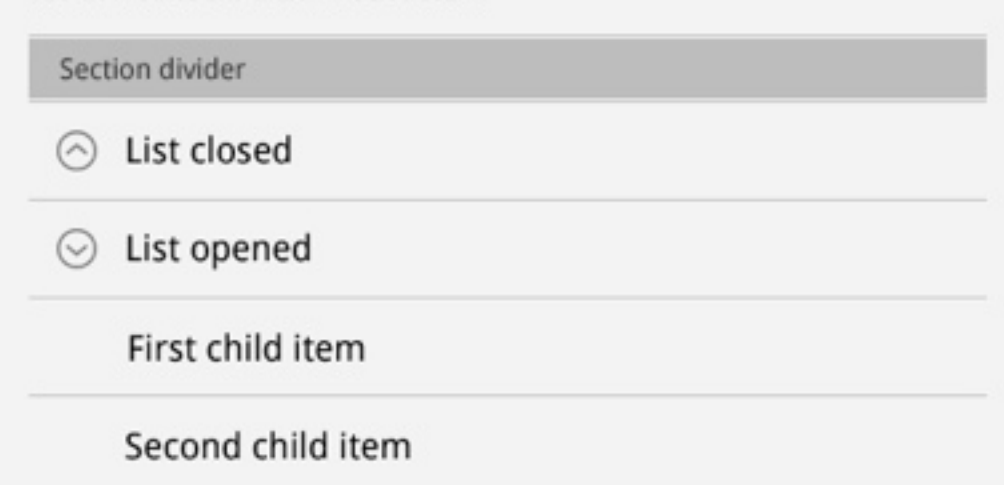 Section divider
List closed
List opened
First child item
Second child item